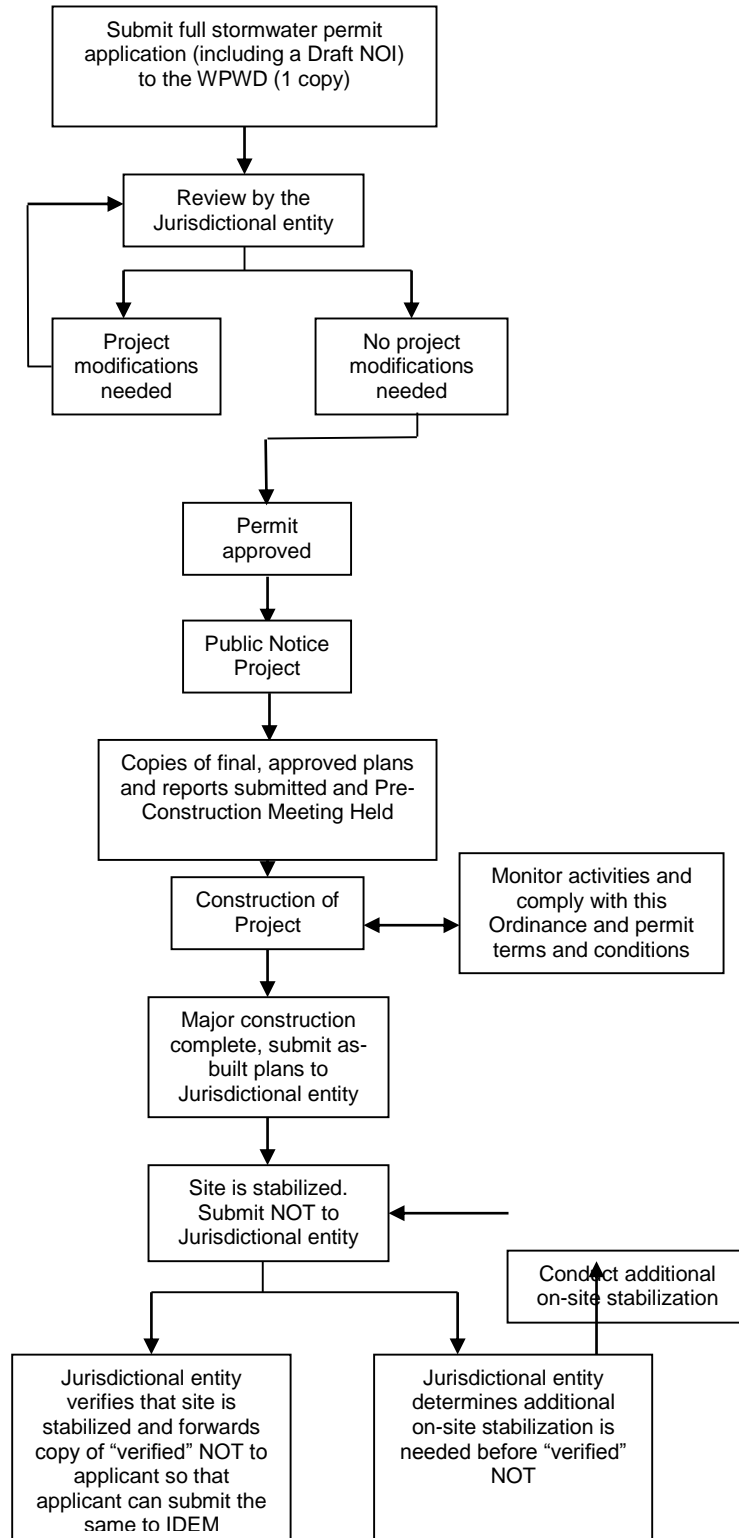 Submit full stormwater permit
application (including a Draft NOI)
to the WPWD (1 copy)
Review by the
Jurisdictional entity
Project
modifications
needed
No project
modifications
needed
Permit
approved
Public Notice
Project
Copies of final, approved plans
and reports submitted and Pre-
Construction Meeting Held
Construction of
Project
Monitor activities and
comply with this
Ordinance and permit
terms and conditions
Major construction
complete, submit as-
built plans to
Jurisdictional entity
Site is stabilized.
Submit NOT to
Jurisdictional entity
Conduct additional
on-site stabilization
Jurisdictional entity
verifies that site is
stabilized and forwards
copy of “verified” NOT to
applicant so that
applicant can submit the
same to IDEM
Jurisdictional entity
determines additional
on-site stabilization is
needed before “verified”
NOT